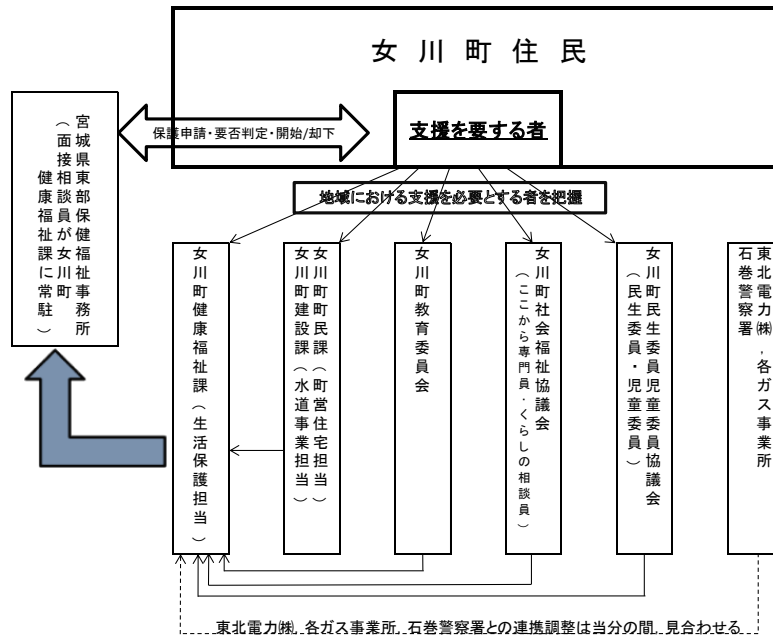 女川町住民
支援を要する者
保護申請・要否判定・開始/却下
地域における支援を必要とする者を把握
宮城県東部保健福祉事務所
(面接相談員が女川町
健康福祉課に常駐)
女川町健康福祉課(生活保護担当)
女川町町民課(町営住宅担当)
女川町建設課(水道事業担当)
女川町教育委員会
女川町社会福祉協議会
(ここから専門員・くらしの相談員)
女川町民生委員児童委員協議会
(民生委員・児童委員)
東北電力㈱,各ガス事業所
石巻警察署
東北電力㈱,各ガス事業所,石巻警察署との連携調整は当分の間,見合わせる